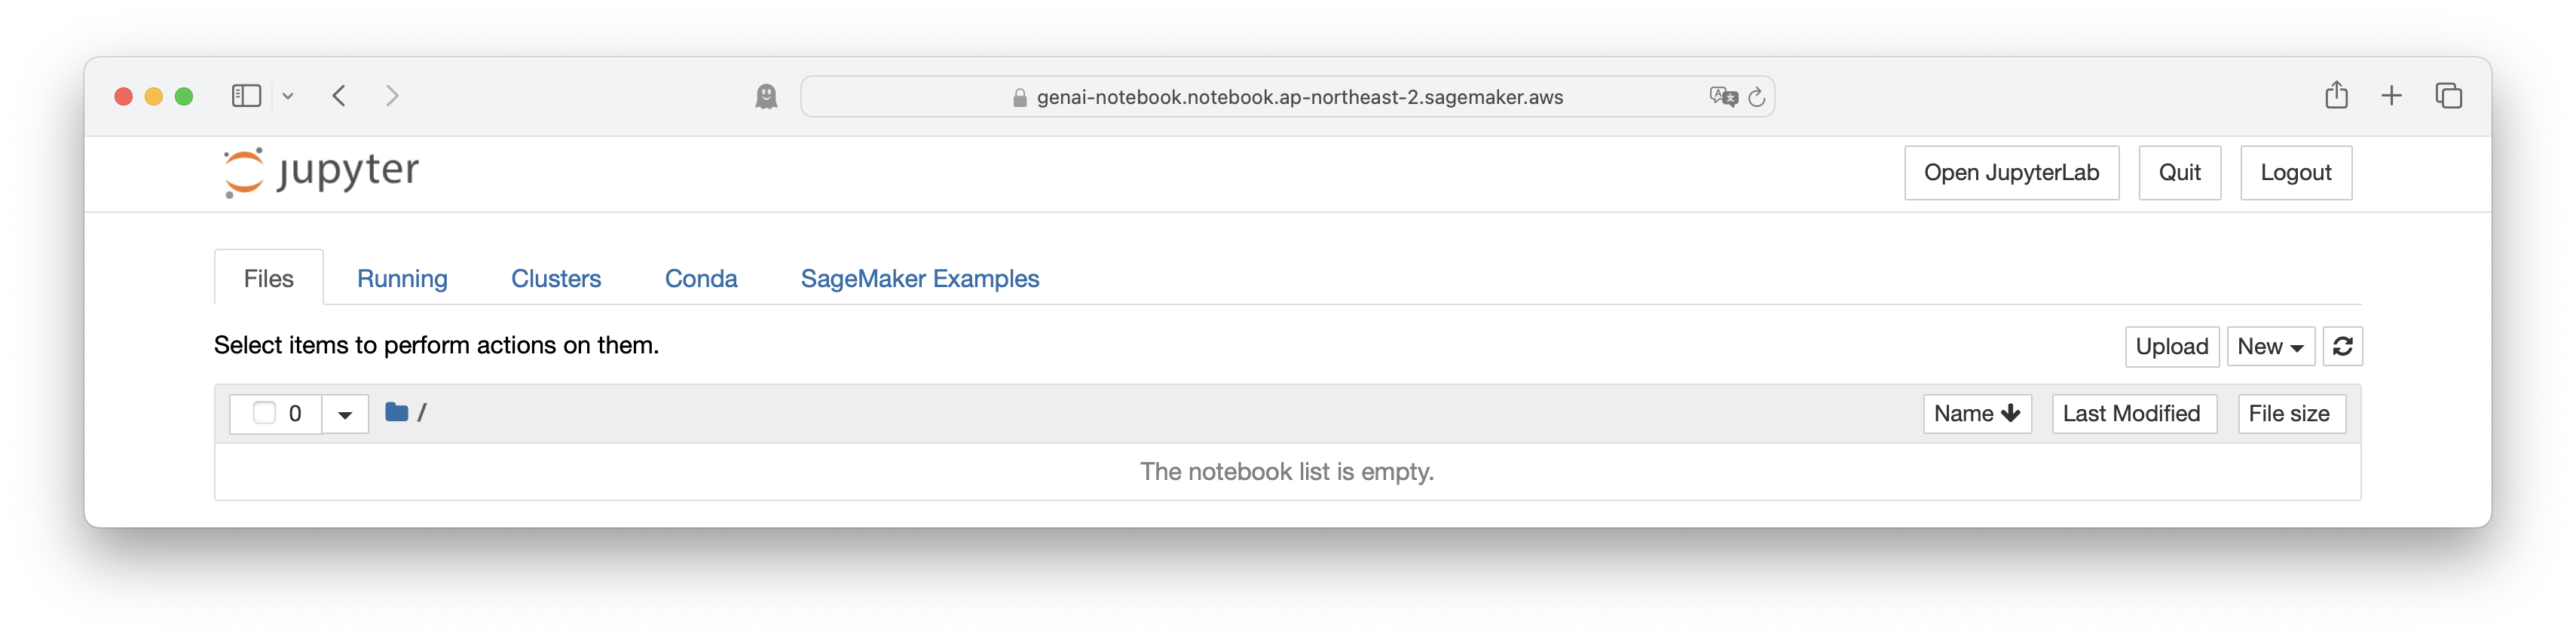 genai-notebook.notebook.ap-northeast-2.sagemaker.aws
jupyter
Open JupyterLab
Quit
Logout
Files
Running
Clusters
Conda
SageMaker Examples
Select items to perform actions on them.
Upload
New
0
/
Name
Last Modified
File size
The notebook list is empty.